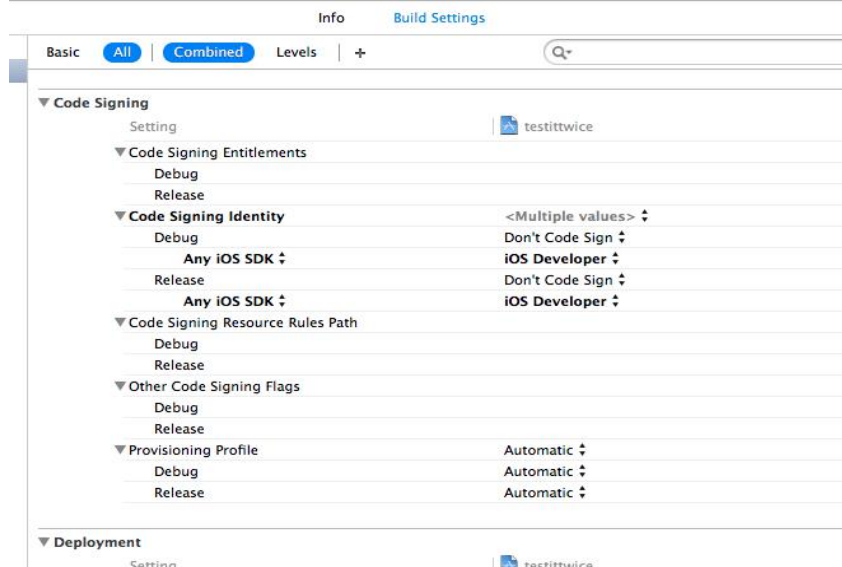 Info Build Settings
Basic All Combined Levels +
Code Signing
Setting testittwice
Code Signing Entitlements
Debug
Release
Code Signing Identity <Multiple values>
Debug Don't Code Sign
Any iOS SDK iOS Developer
Release Don't Code Sign
Any iOS SDK iOS Developer
Code Signing Resource Rules Path
Debug
Release
Other Code Signing Flags
Debug
Release
Provisioning Profile Automatic
Debug Automatic
Release Automatic
Deployment
Setting testittwice